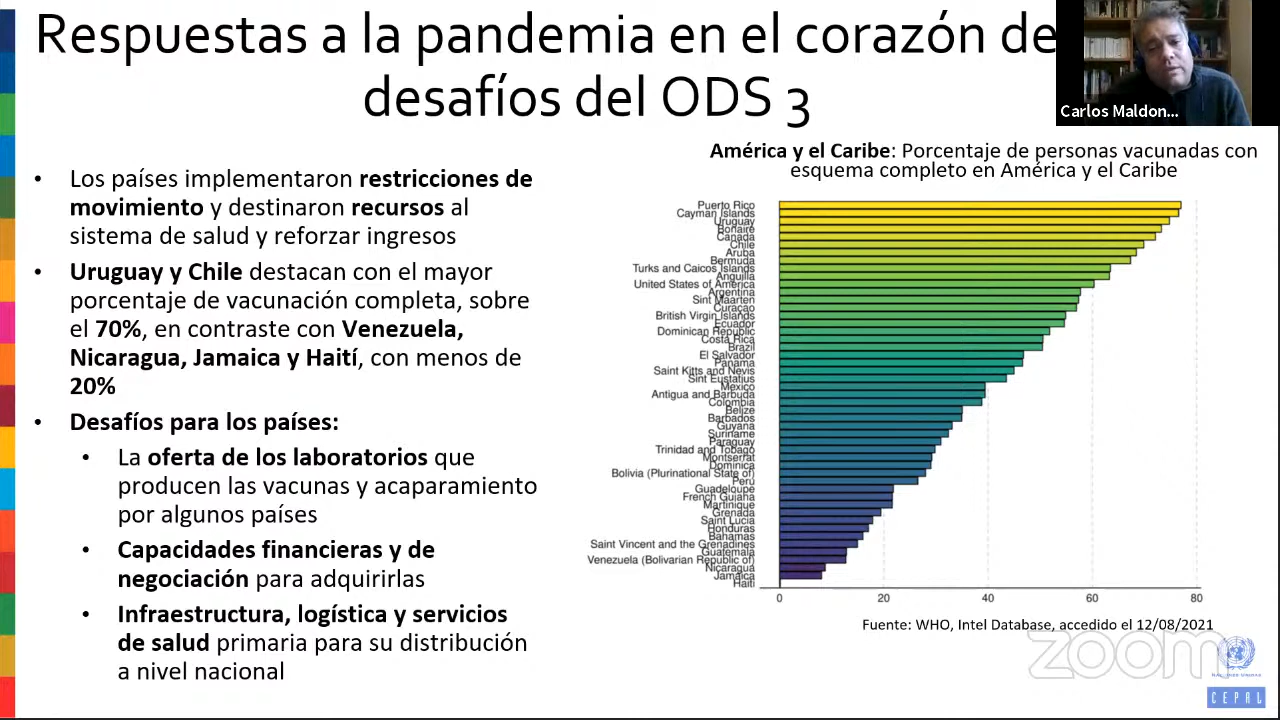 Respuestas a la pandemia en el corazón de
desafíos del ODS 3
Carlos Maldon...
• Los países implementaron restricciones de
movimiento y destinaron recursos al
sistema de salud y reforzar ingresos
• Uruguay y Chile destacan con el mayor
porcentaje de vacunación completa, sobre
el 70%, en contraste con Venezuela,
Nicaragua, Jamaica y Haití, con menos de
20%
• Desafíos para los países:
• La oferta de los laboratorios que
producen las vacunas y acaparamiento
por algunos países
• Capacidades financieras y de
negociación para adquirirlas
• Infraestructura, logística y servicios
de salud primaria para su distribución
a nivel nacional
América y el Caribe: Porcentaje de personas vacunadas con
esquema completo en América y el Caribe
Puerto Rico
Cayman Islands
Uruguay
Bonaire
Canada
Chile
Aruba
Bermuda
Turks and Caicos Islands
Anguilla
United States of America
Argentina
Sint Maarten
Curaçao
British Virgin Islands
Ecuador
Dominican Republic
Costa Rica
Brazil
El Salvador
Panama
Saint Kitts and Nevis
Sint Eustatius
Mexico
Antigua and Barbuda
Colombia
Belize
Barbados
Guyana
Suriname
Paraguay
Trinidad and Tobago
Montserrat
Dominica
Bolivia (Plurinational State of)
Perú
Guadeloupe
French Guiana
Martinique
Grenada
Saint Lucia
Honduras
Bahamas
Saint Vincent and the Grenadines
Guatemala
Venezuela (Bolivarian Republic of)
Nicaragua
Jamaica
Haiti
0 20 40 60 80
Fuente: WHO, Intel Database, accedido el 12/08/2021
zoom
CEPAL